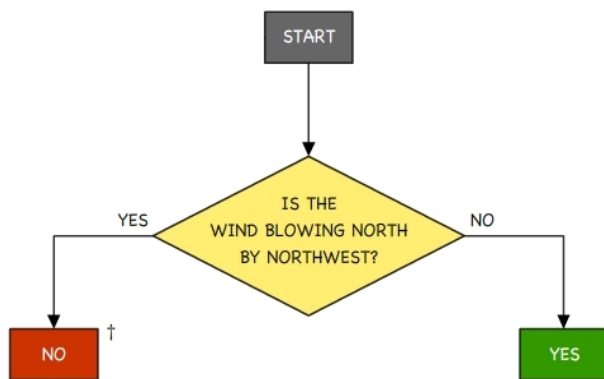 START
IS THE
WIND BLOWING NORTH
BY NORTHWEST?
YES
NO
NO
†
YES